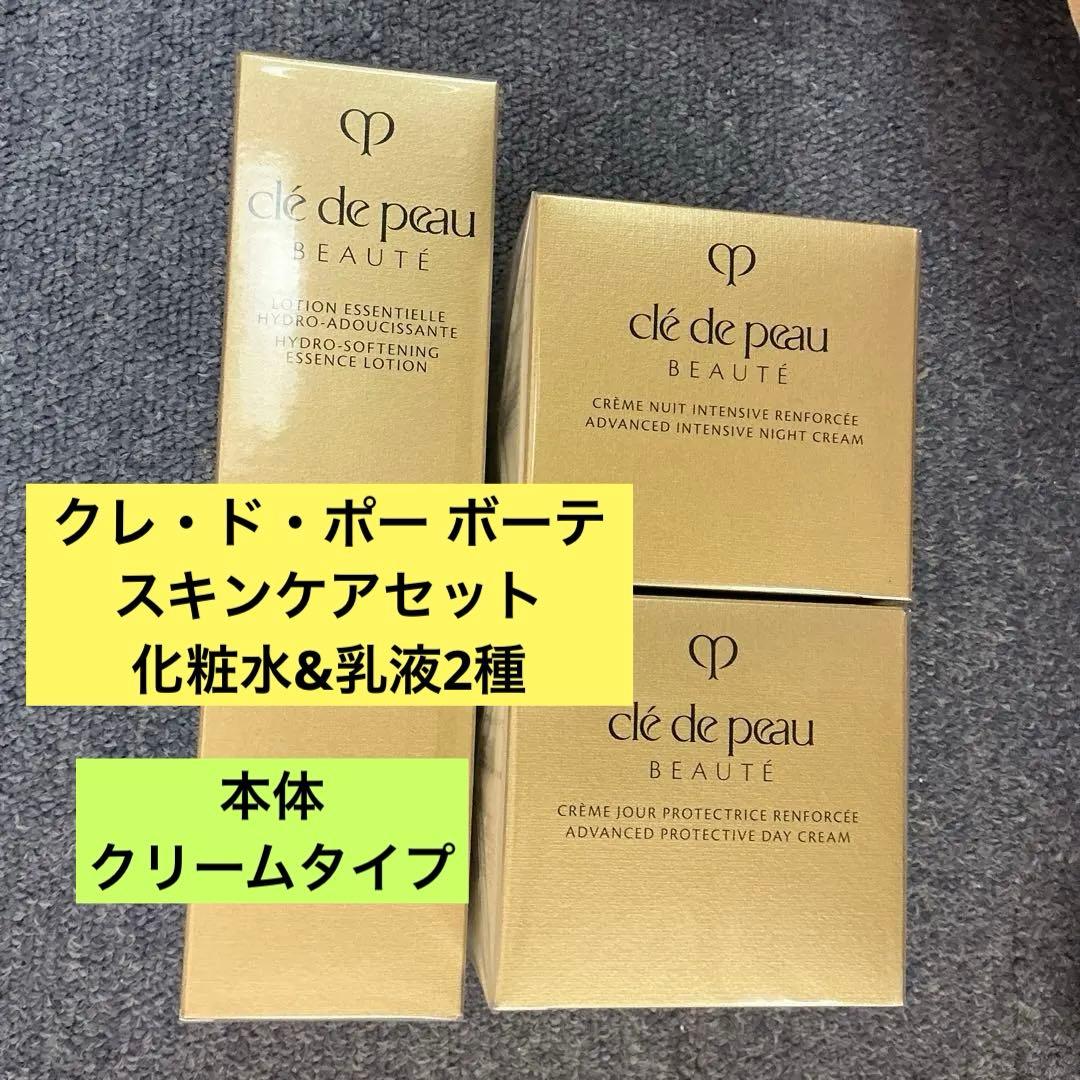 clé de peau
BEAUTÉ
LOTION ESSENTIELLE
HYDRO-ADOUCISSANTE
HYDRO-SOFTENING
ESSENCE LOTION
clé de peau
BEAUTÉ
CRÈME NUIT INTENSIVE RENFORCÉE
ADVANCED INTENSIVE NIGHT CREAM
クレ・ド・ポー ボーテ
スキンケアセット
化粧水&乳液2種
本体
クリームタイプ
clé de peau
BEAUTÉ
CRÈME JOUR PROTECTRICE RENFORCÉE
ADVANCED PROTECTIVE DAY CREAM